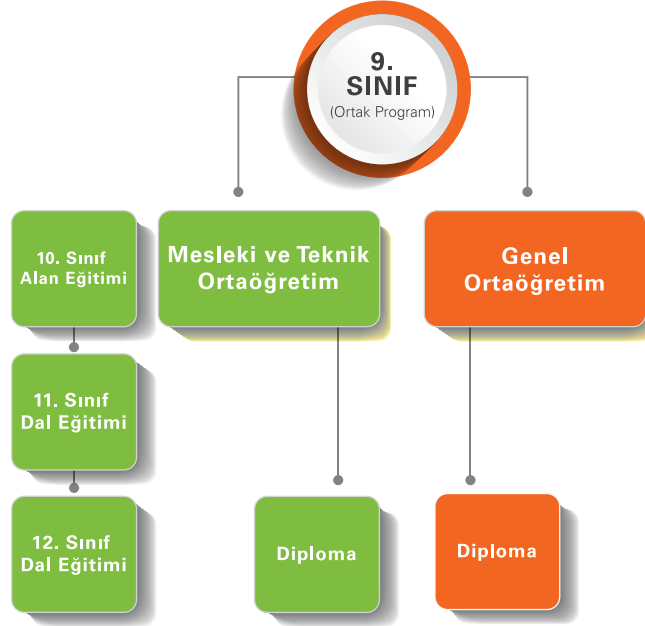 9.
SINIF
(Ortak Program)
10. Sınıf
Alan Eğitimi
Mesleki ve Teknik
Ortaöğretim
Genel
Ortaöğretim
11. Sınıf
Dal Eğitimi
12. Sınıf
Dal Eğitimi
Diploma
Diploma